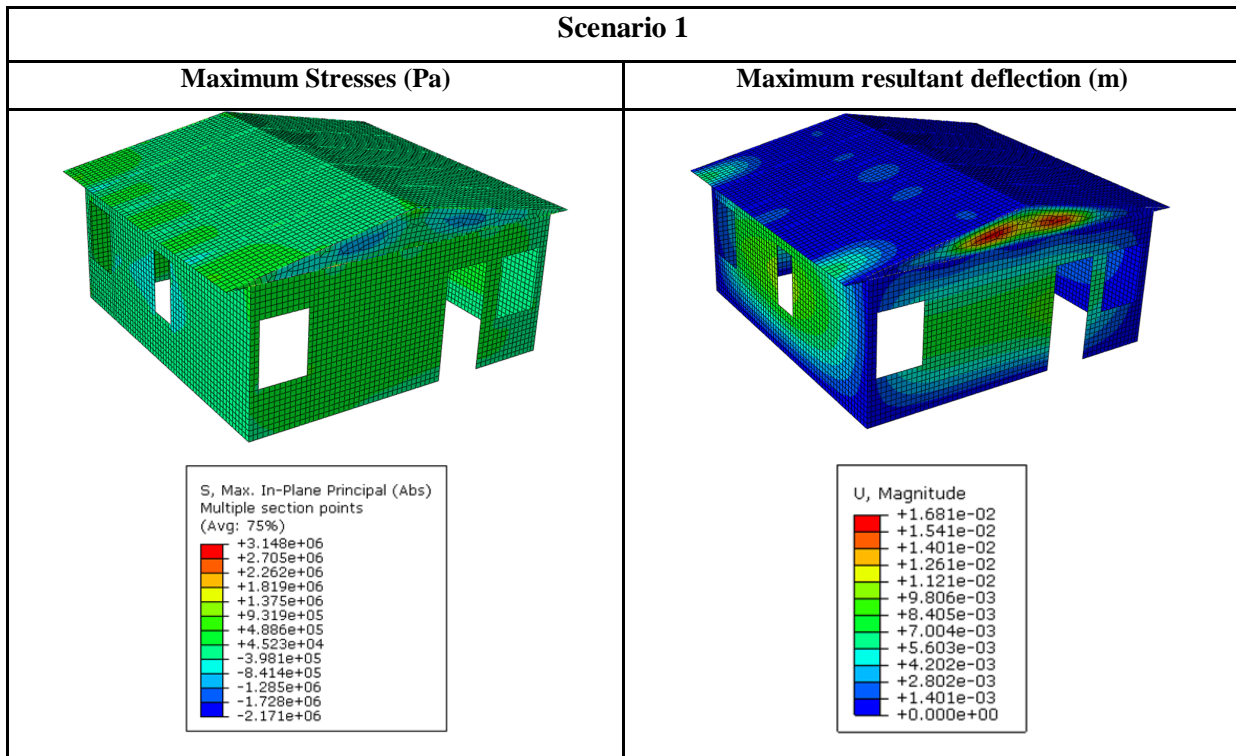 Scenario 1
Maximum Stresses (Pa)
Maximum resultant deflection (m)
S, Max. In-Plane Principal (Abs)
Multiple section points
(Avg: 75%)
+3.148e+06
+2.705e+06
+2.262e+06
+1.819e+06
+1.375e+06
+9.319e+05
+4.886e+05
+4.523e+04
-3.981e+05
-8.414e+05
-1.285e+06
-1.728e+06
-2.171e+06
U, Magnitude
+1.681e-02
+1.541e-02
+1.401e-02
+1.261e-02
+1.121e-02
+9.806e-03
+8.405e-03
+7.004e-03
+5.603e-03
+4.202e-03
+2.802e-03
+1.401e-03
+0.000e+00